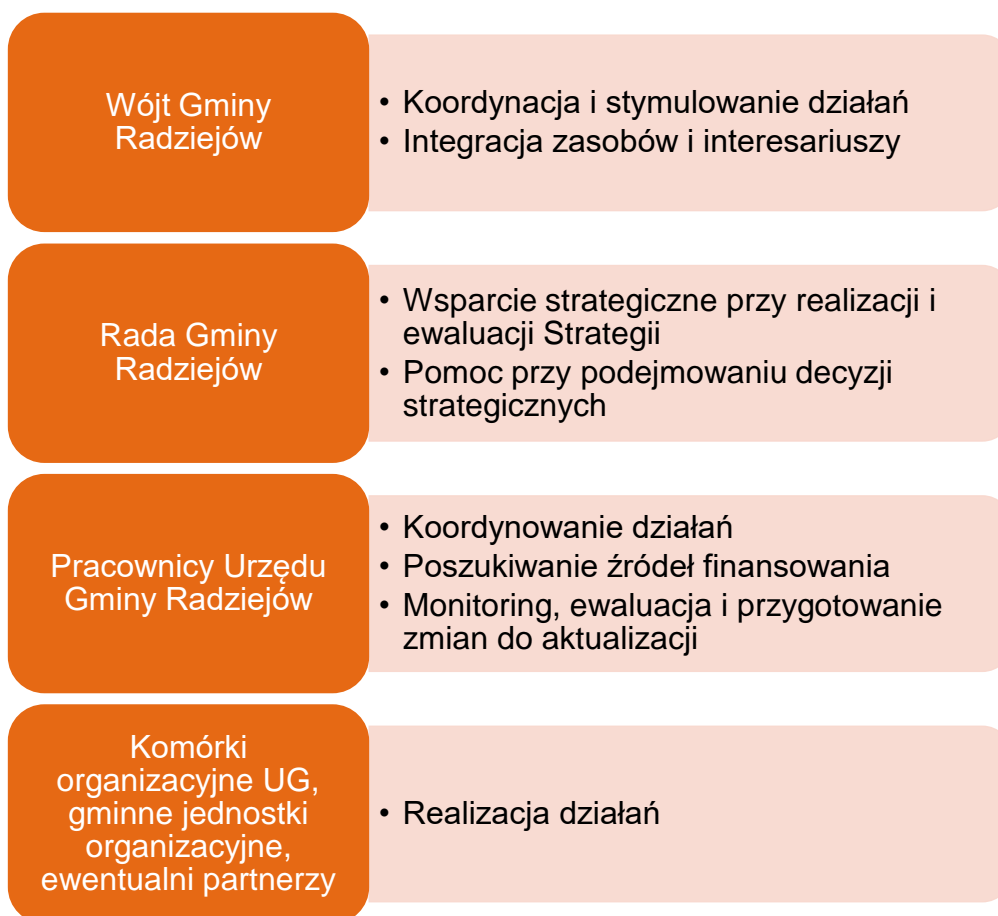 Wójt Gminy
Radziejów
• Koordynacja i stymulowanie działań
• Integracja zasobów i interesariuszy
Rada Gminy
Radziejów
• Wsparcie strategiczne przy realizacji i
ewaluacji Strategii
• Pomoc przy podejmowaniu decyzji
strategicznych
Pracownicy Urzędu
Gminy Radziejów
• Koordynowanie działań
• Poszukiwanie źródeł finansowania
• Monitoring, ewaluacja i przygotowanie
zmian do aktualizacji
Komórki
organizacyjne UG,
gminne jednostki
organizacyjne,
ewentualni partnerzy
• Realizacja działań